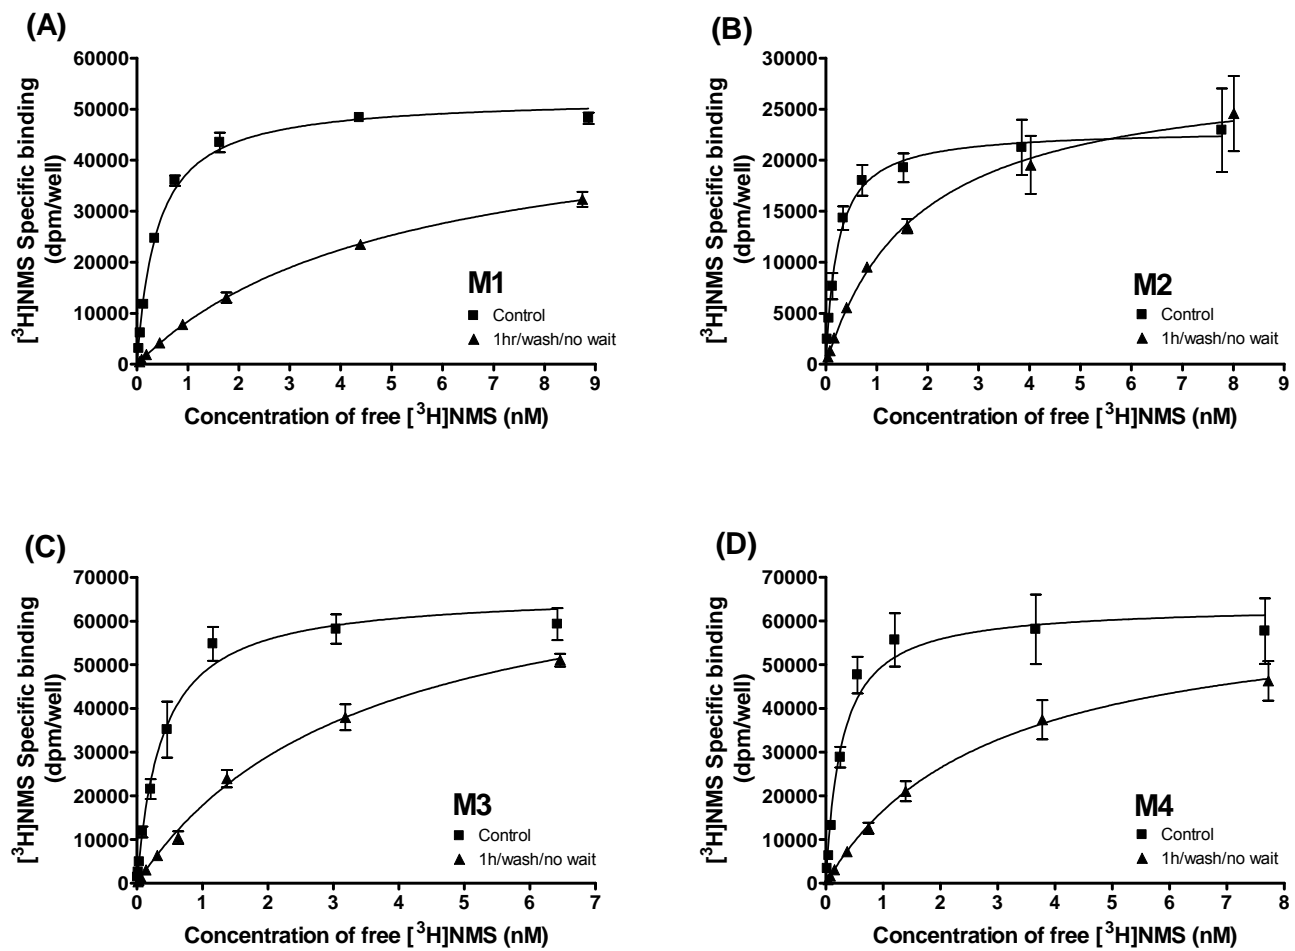 (A)
60000
50000
40000
30000
20000
10000
0
[³H]NMS Specific binding
(dpm/well)
M1
Control
1hr/wash/no wait
0 1 2 3 4 5 6 7 8 9
Concentration of free [³H]NMS (nM)
(B)
30000
25000
20000
15000
10000
5000
0
[³H]NMS Specific binding
(dpm/well)
M2
Control
1h/wash/no wait
0 1 2 3 4 5 6 7 8 9
Concentration of free [³H]NMS (nM)
(C)
70000
60000
50000
40000
30000
20000
10000
0
[³H]NMS Specific binding
(dpm/well)
M3
Control
1h/wash/no wait
0 1 2 3 4 5 6 7
Concentration of free [³H]NMS (nM)
(D)
70000
60000
50000
40000
30000
20000
10000
0
[³H]NMS Specific binding
(dpm/well)
M4
Control
1h/wash/no wait
0 1 2 3 4 5 6 7 8
Concentration of free [³H]NMS (nM)